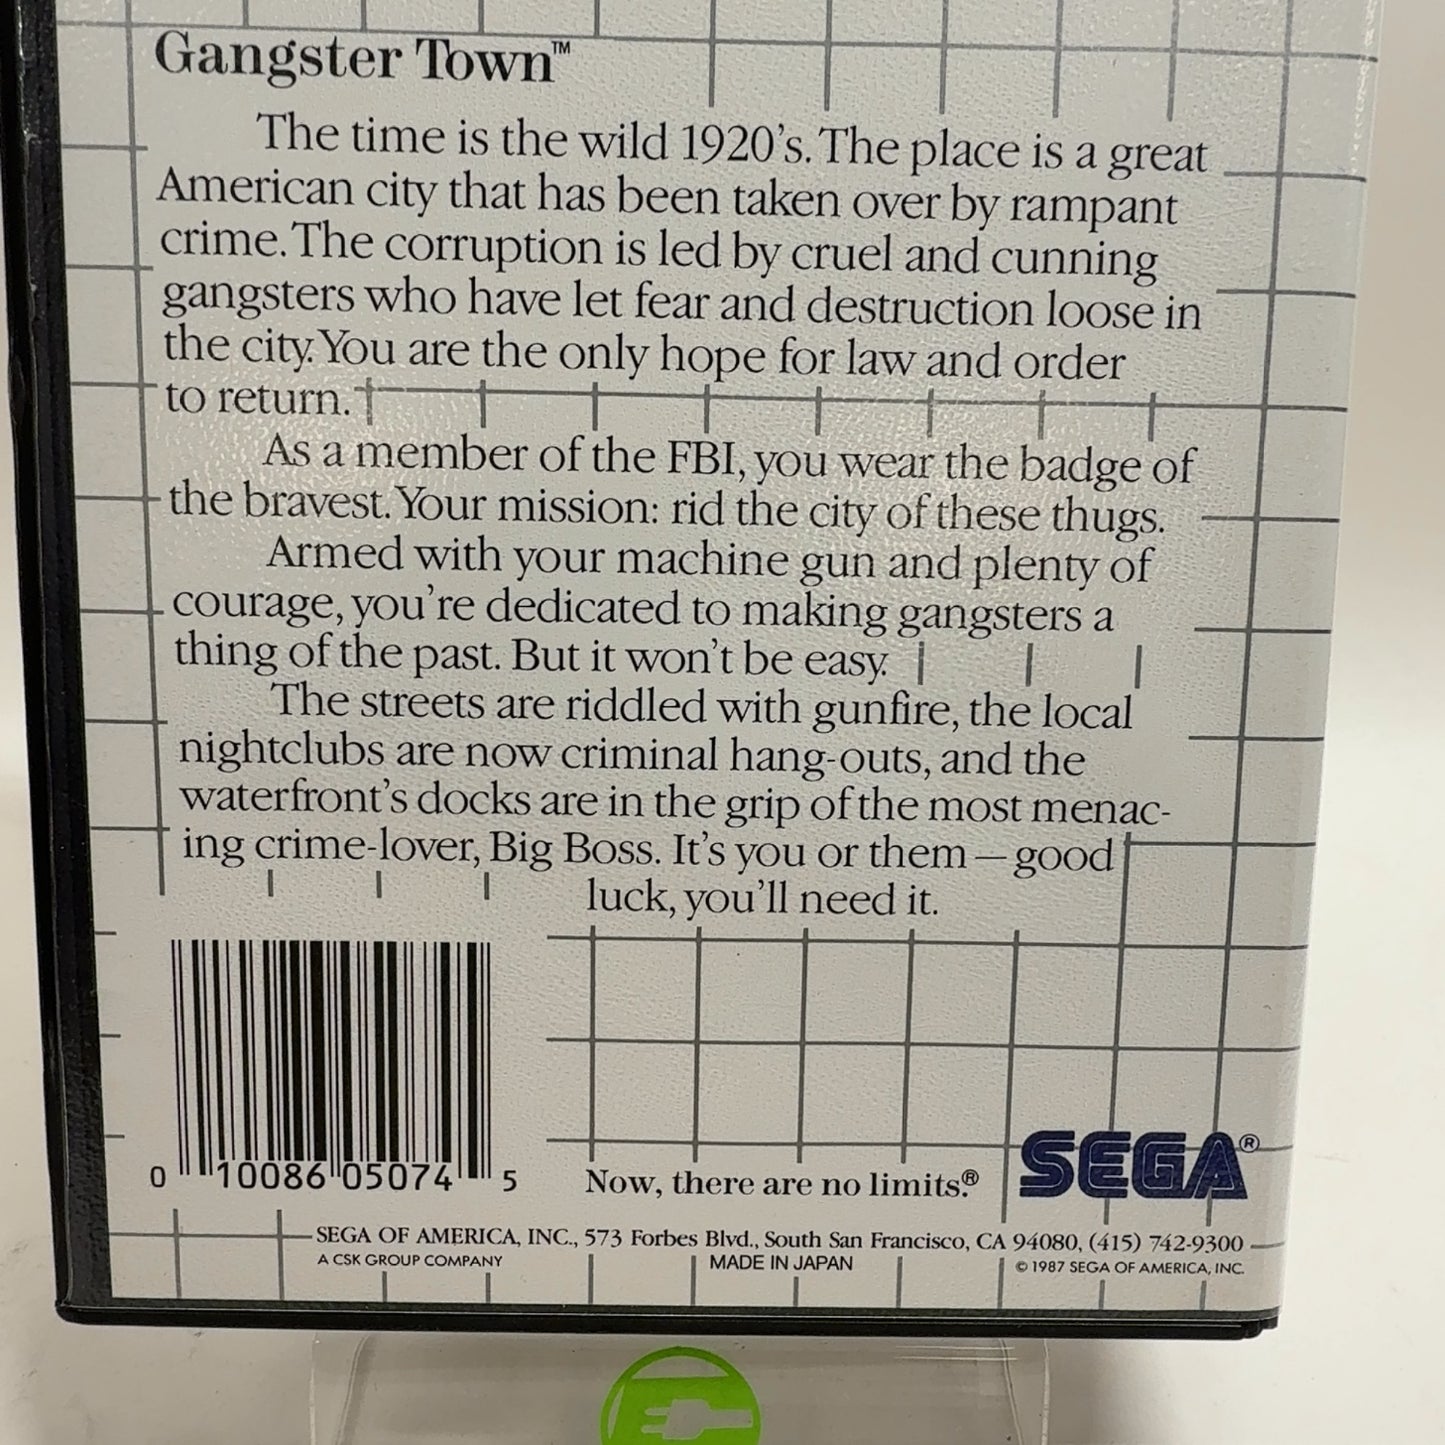 Gangster Town™
The time is the wild 1920's. The place is a great
American city that has been taken over by rampant
crime. The corruption is led by cruel and cunning
gangsters who have let fear and destruction loose in
the city. You are the only hope for law and order
to return.
As a member of the FBI, you wear the badge of
the bravest. Your mission: rid the city of these thugs.
Armed with your machine gun and plenty of
courage, you're dedicated to making gangsters a
thing of the past. But it won't be easy.
The streets are riddled with gunfire, the local
nightclubs are now criminal hang-outs, and the
waterfront's docks are in the grip of the most menac-
ing crime-lover, Big Boss. It's you or them — good
luck, you'll need it.
0 10086 05074 5
Now, there are no limits.®
SEGA®
SEGA OF AMERICA, INC., 573 Forbes Blvd., South San Francisco, CA 94080, (415) 742-9300
A CSK GROUP COMPANY
MADE IN JAPAN
© 1987 SEGA OF AMERICA, INC.